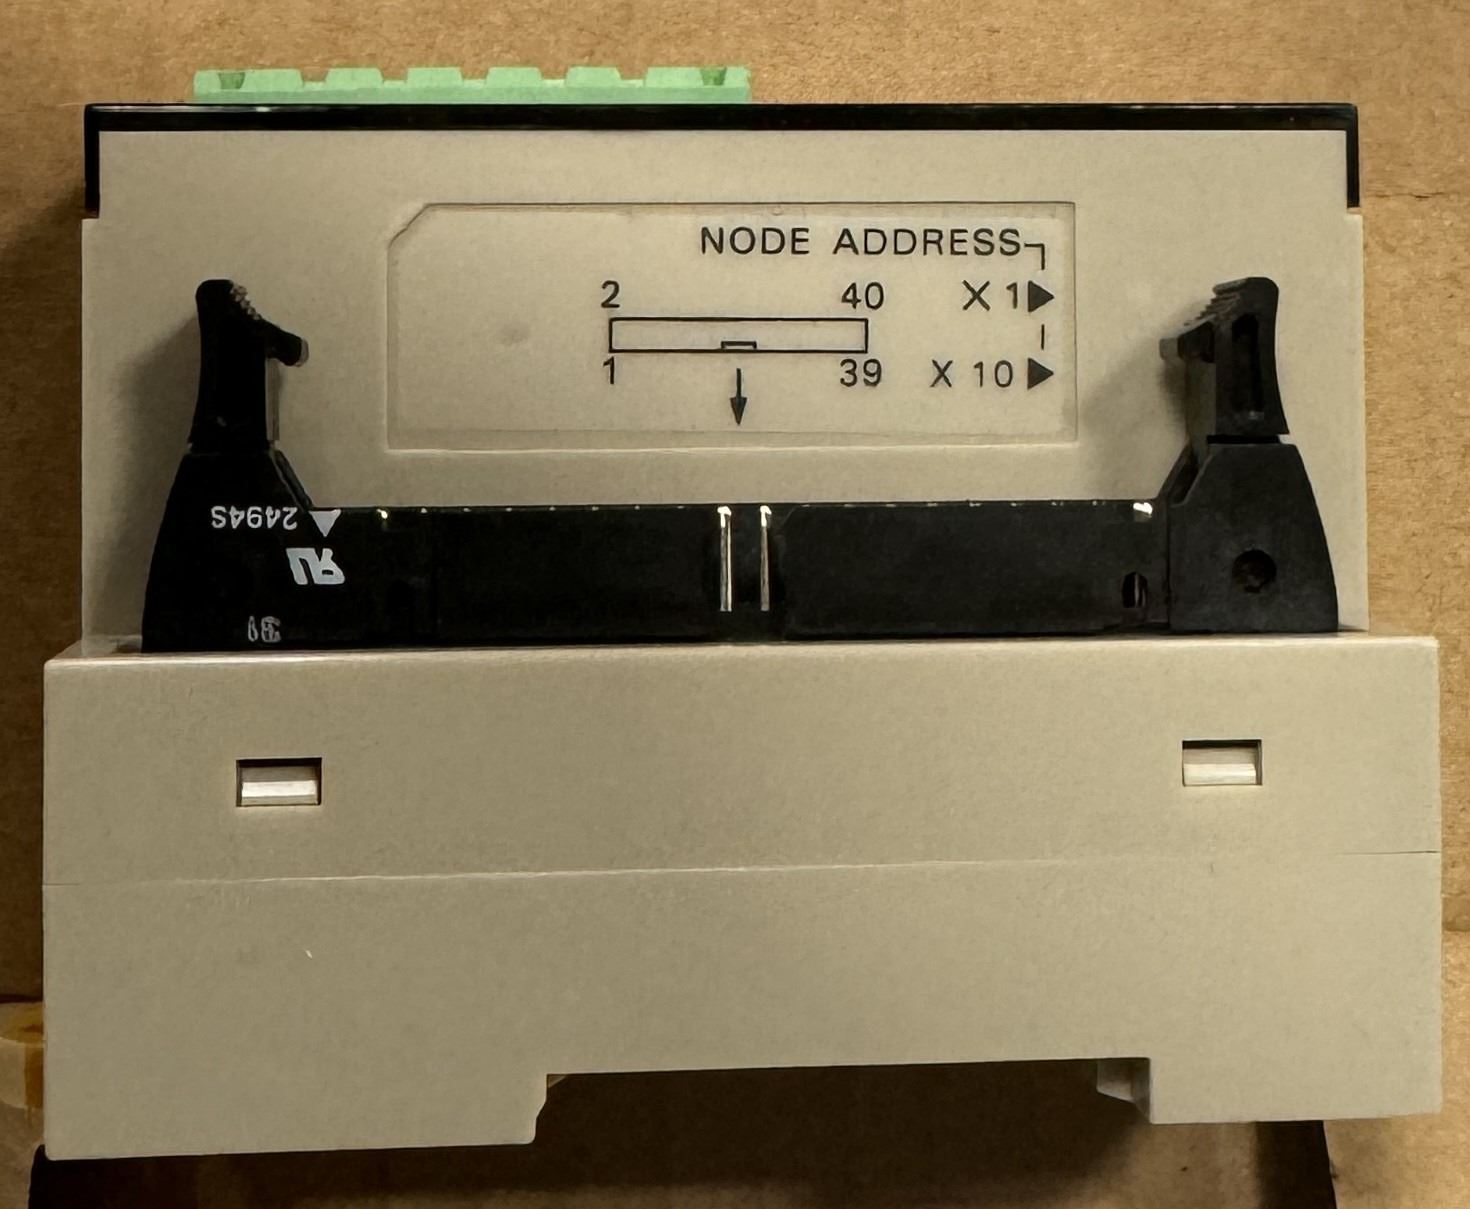 NODE ADDRESS
2 40 X 1
1 39 X 10
2494S